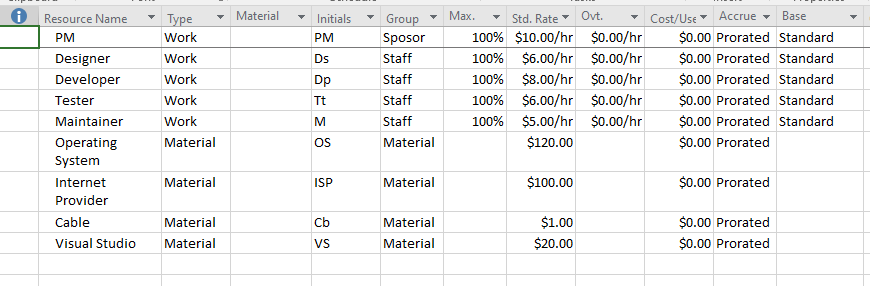 Resource Name Type Material Initials Group Max. Std. Rate Ovt. Cost/Use Accrue Base
PM Work PM Sposor 100% $10.00/hr $0.00/hr $0.00 Prorated Standard
Designer Work Ds Staff 100% $6.00/hr $0.00/hr $0.00 Prorated Standard
Developer Work Dp Staff 100% $8.00/hr $0.00/hr $0.00 Prorated Standard
Tester Work Tt Staff 100% $6.00/hr $0.00/hr $0.00 Prorated Standard
Maintainer Work M Staff 100% $5.00/hr $0.00/hr $0.00 Prorated Standard
Operating Material OS Material $120.00 $0.00 Prorated
System
Internet Material ISP Material $100.00 $0.00 Prorated
Provider
Cable Material Cb Material $1.00 $0.00 Prorated
Visual Studio Material VS Material $20.00 $0.00 Prorated